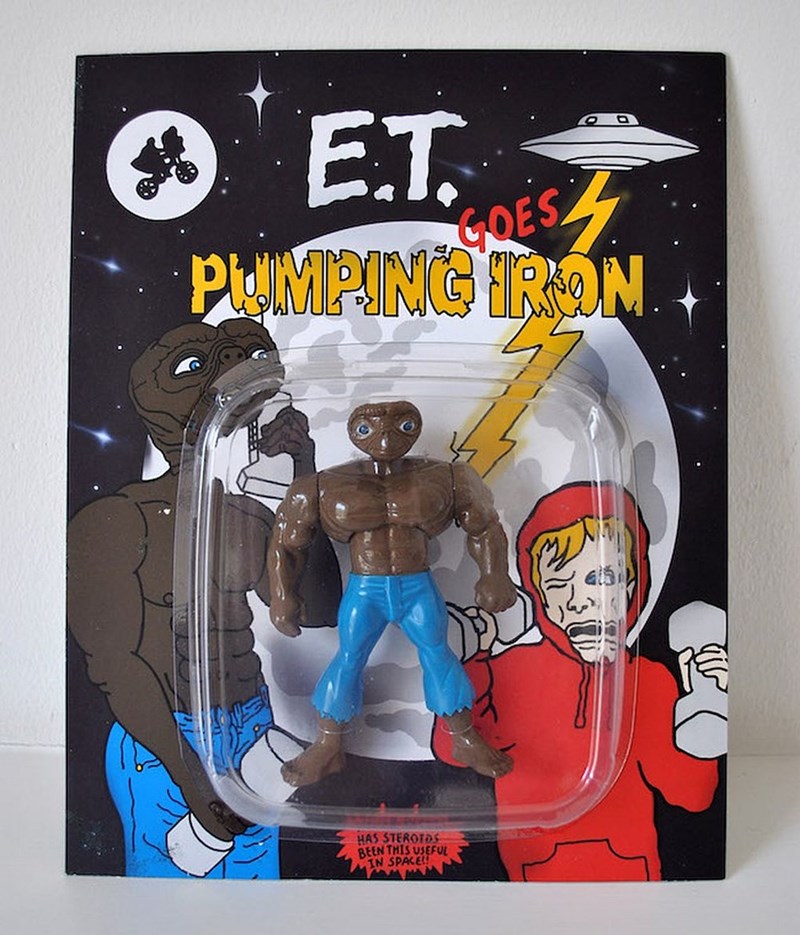 E.T.
GOES
PUMPING IRON
HAS STEROIDS
BEEN THIS USEFUL
IN SPACE!!